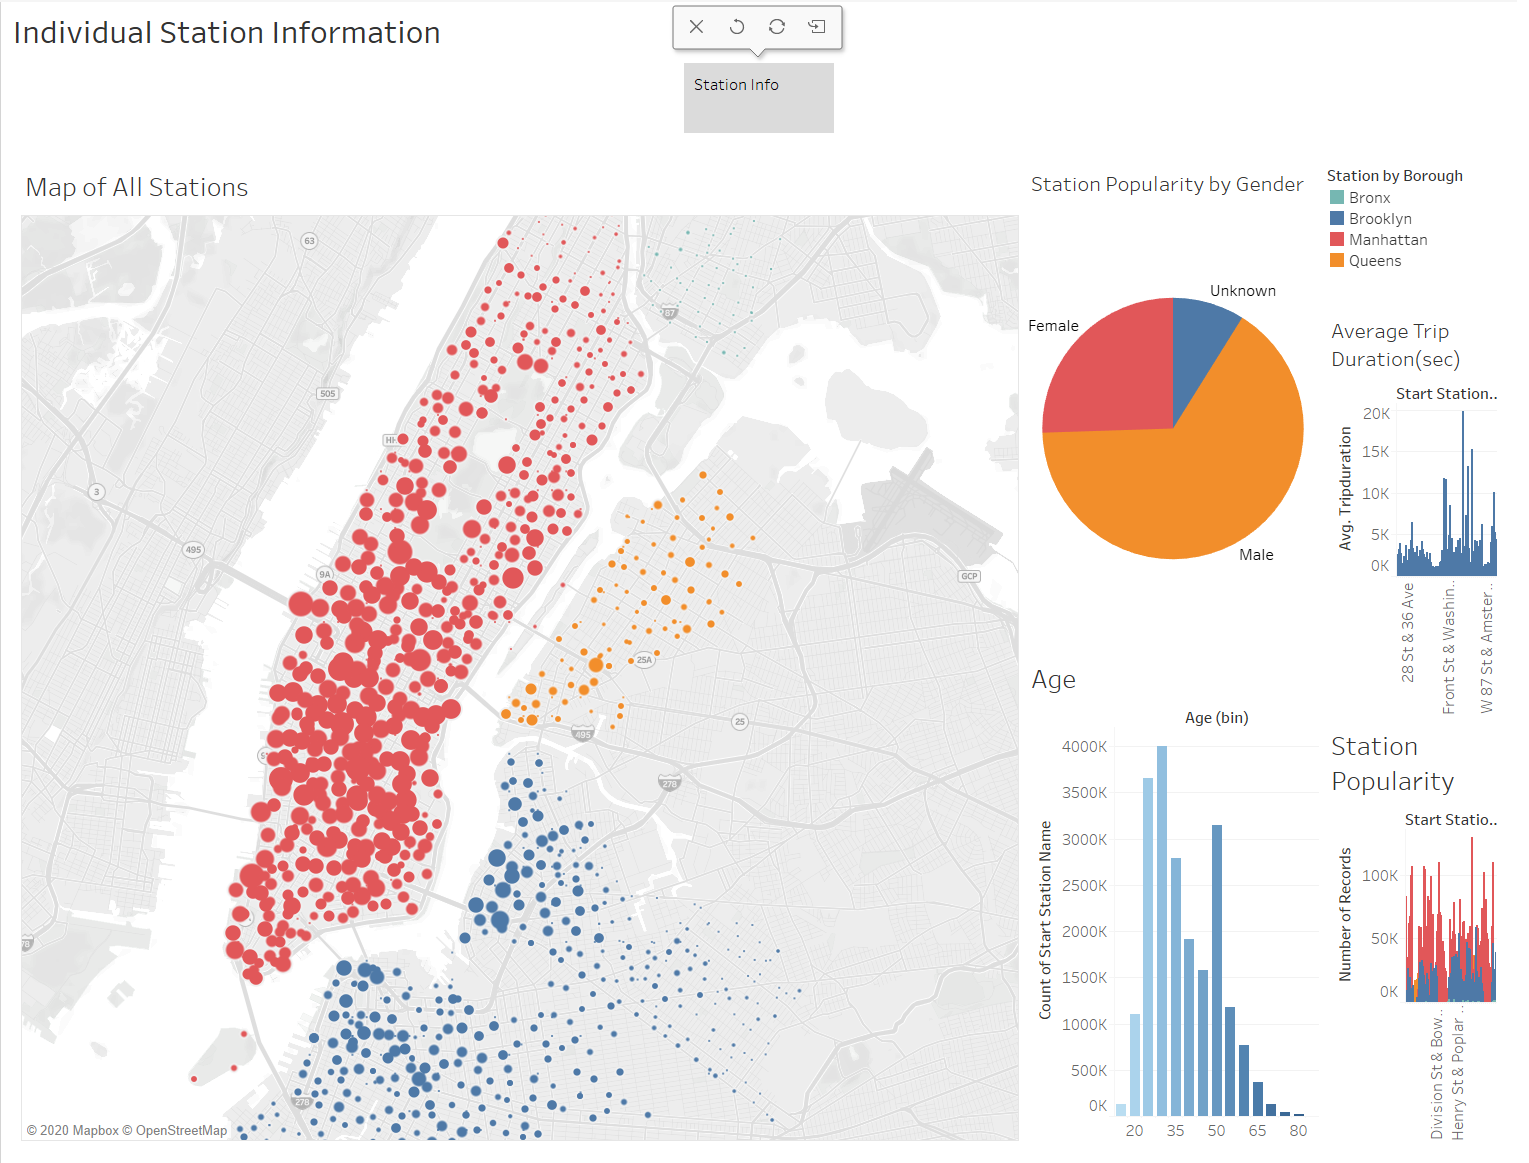 Individual Station Information
Station Info
Map of All Stations
63
87
505
HH
3
495
9A
GCP
25A
25
495
278
278
© 2020 Mapbox © OpenStreetMap
Station Popularity by Gender
Unknown
Female
Male
Station by Borough
Bronx
Brooklyn
Manhattan
Queens
Average Trip
Duration(sec)
Start Station..
Avg. Tripduration
20K
15K
10K
5K
0K
28 St & 36 Ave
Front St & Washin..
W 87 St & Amster..
Age
Age (bin)
Count of Start Station Name
4000K
3500K
3000K
2500K
2000K
1500K
1000K
500K
0K
20 35 50 65 80
Station
Popularity
Start Statio..
Number of Records
100K
50K
0K
Division St & Bow..
Henry St & Poplar ..